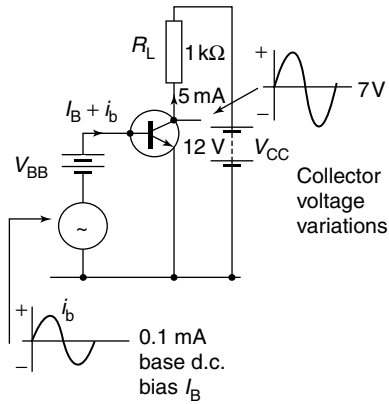 R_L
1 kΩ
5 mA
+
−
7 V
I_B + i_b
12 V
V_CC
V_BB
Collector
voltage
variations
~
+
i_b
−
0.1 mA
base d.c.
bias I_B